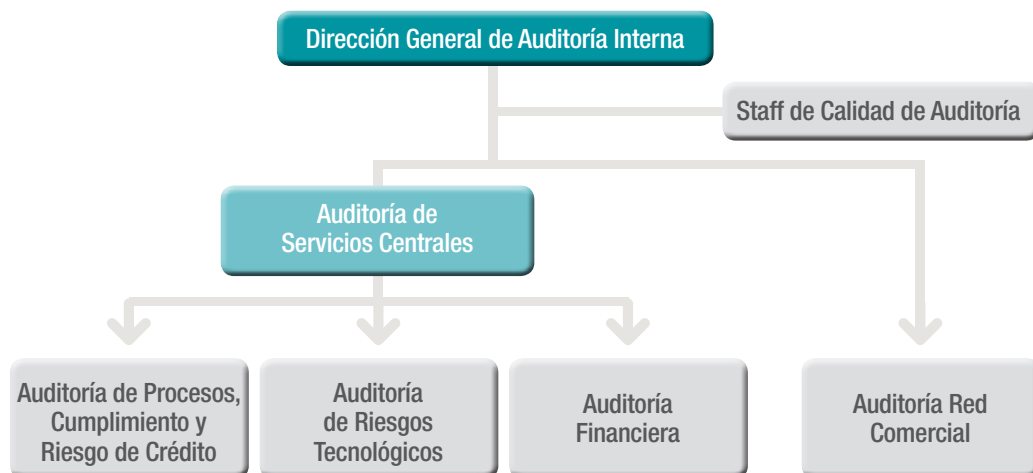 Dirección General de Auditoría Interna
Staff de Calidad de Auditoría
Auditoría de
Servicios Centrales
Auditoría de Procesos,
Cumplimiento y
Riesgo de Crédito
Auditoría
de Riesgos
Tecnológicos
Auditoría
Financiera
Auditoría Red
Comercial